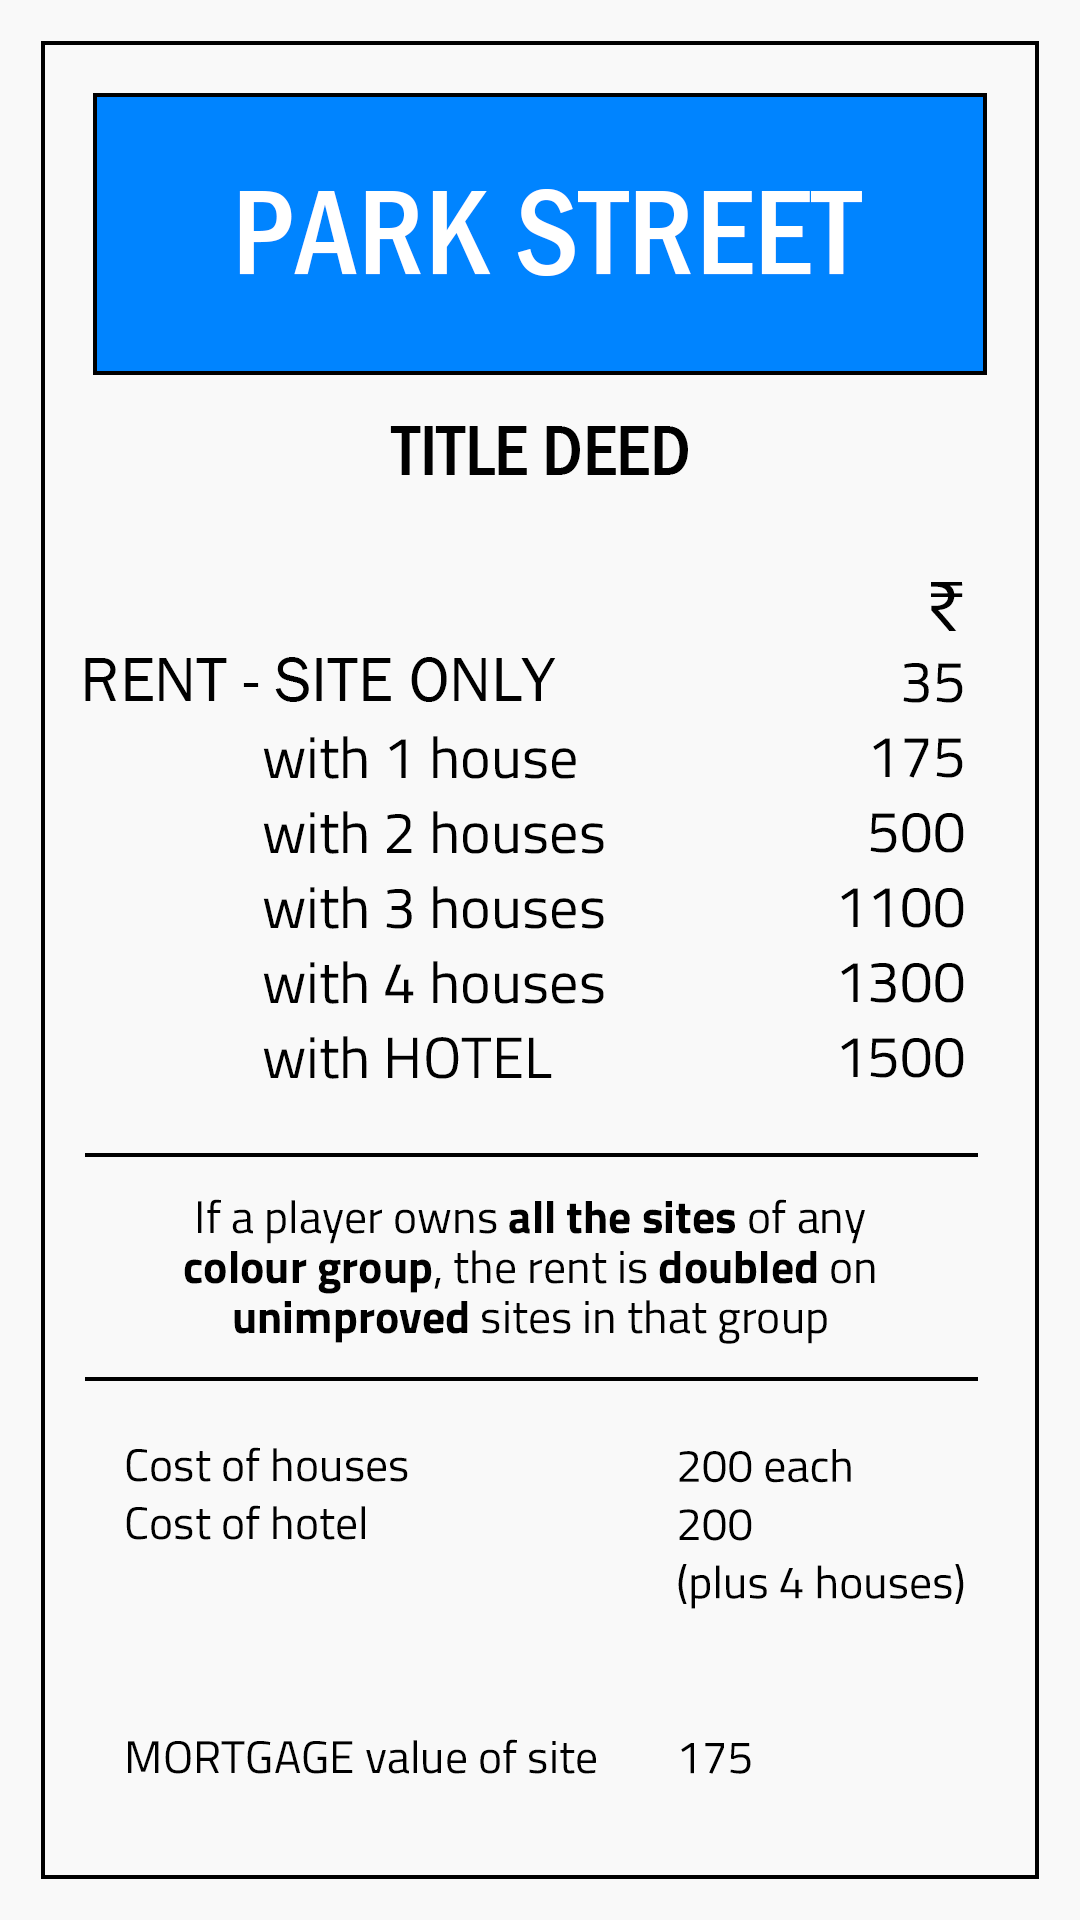 PARK STREET
TITLE DEED
₹
RENT - SITE ONLY 35
with 1 house 175
with 2 houses 500
with 3 houses 1100
with 4 houses 1300
with HOTEL 1500
If a player owns all the sites of any
colour group, the rent is doubled on
unimproved sites in that group
Cost of houses 200 each
Cost of hotel 200
(plus 4 houses)
MORTGAGE value of site 175